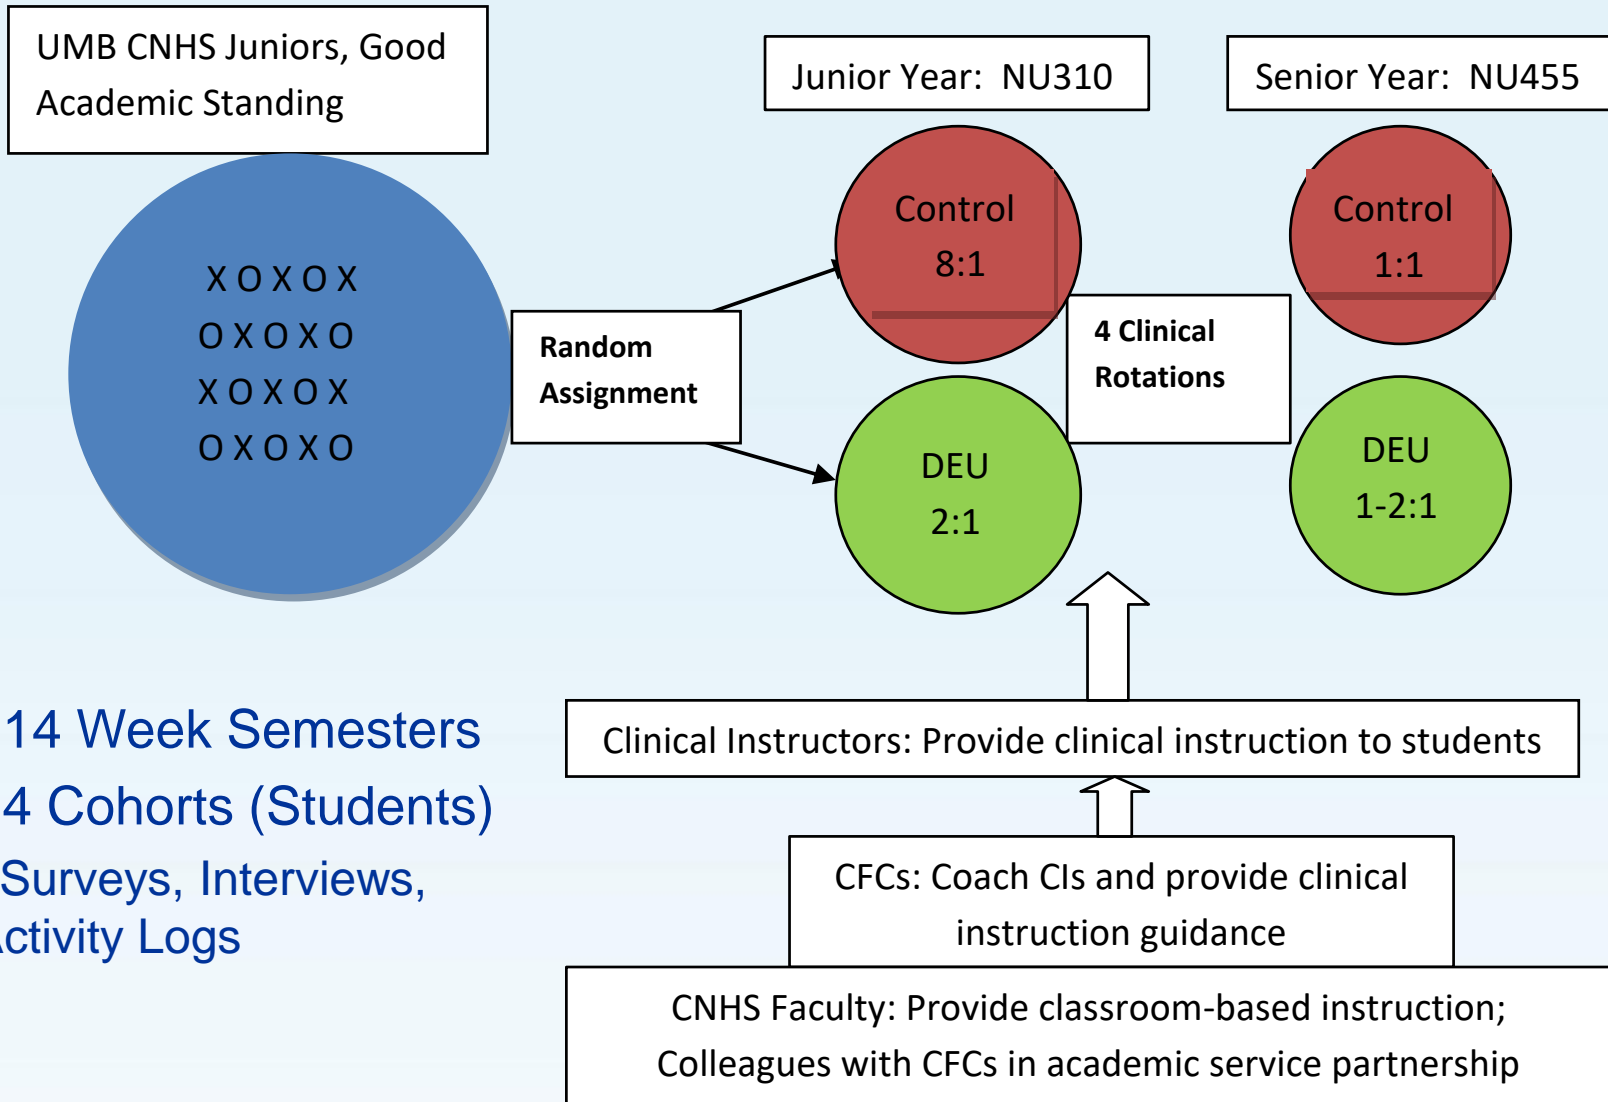 UMB CNHS Juniors, Good
Academic Standing
Junior Year: NU310
Senior Year: NU455
X O X O X
O X O X O
X O X O X
O X O X O
Random
Assignment
Control
8:1
4 Clinical
Rotations
Control
1:1
DEU
2:1
DEU
1-2:1
14 Week Semesters
4 Cohorts (Students)
Surveys, Interviews,
Activity Logs
Clinical Instructors: Provide clinical instruction to students
CFCs: Coach CIs and provide clinical
instruction guidance
CNHS Faculty: Provide classroom-based instruction;
Colleagues with CFCs in academic service partnership